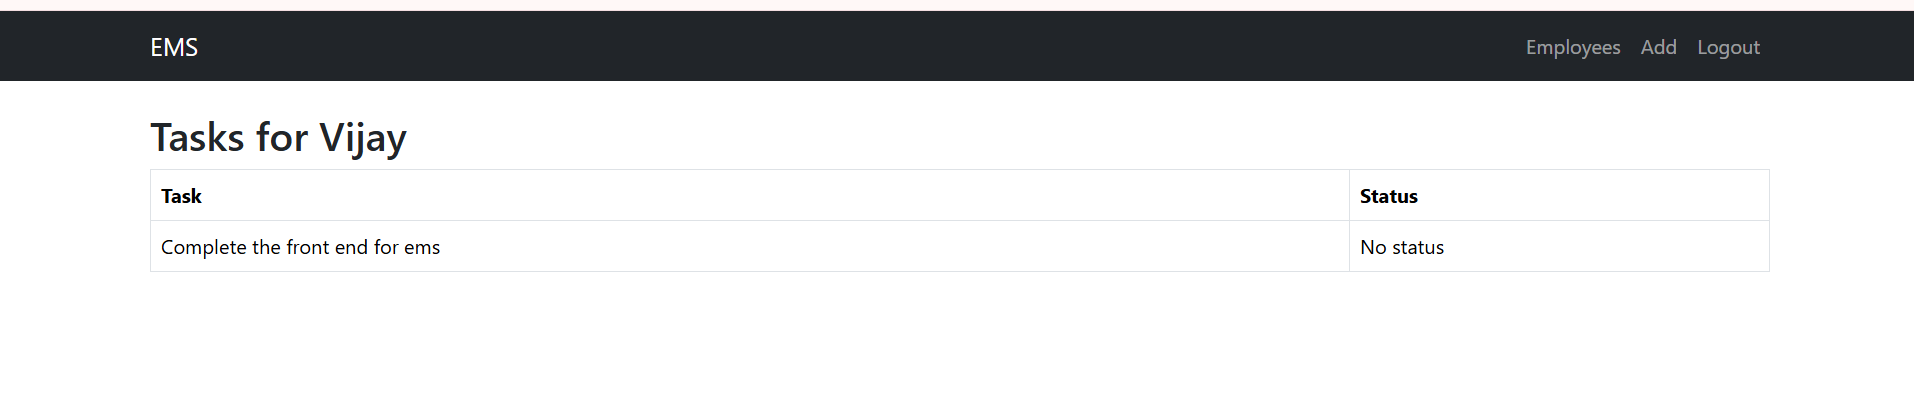 EMS Employees Add Logout
Tasks for Vijay
Task Status
Complete the front end for ems No status